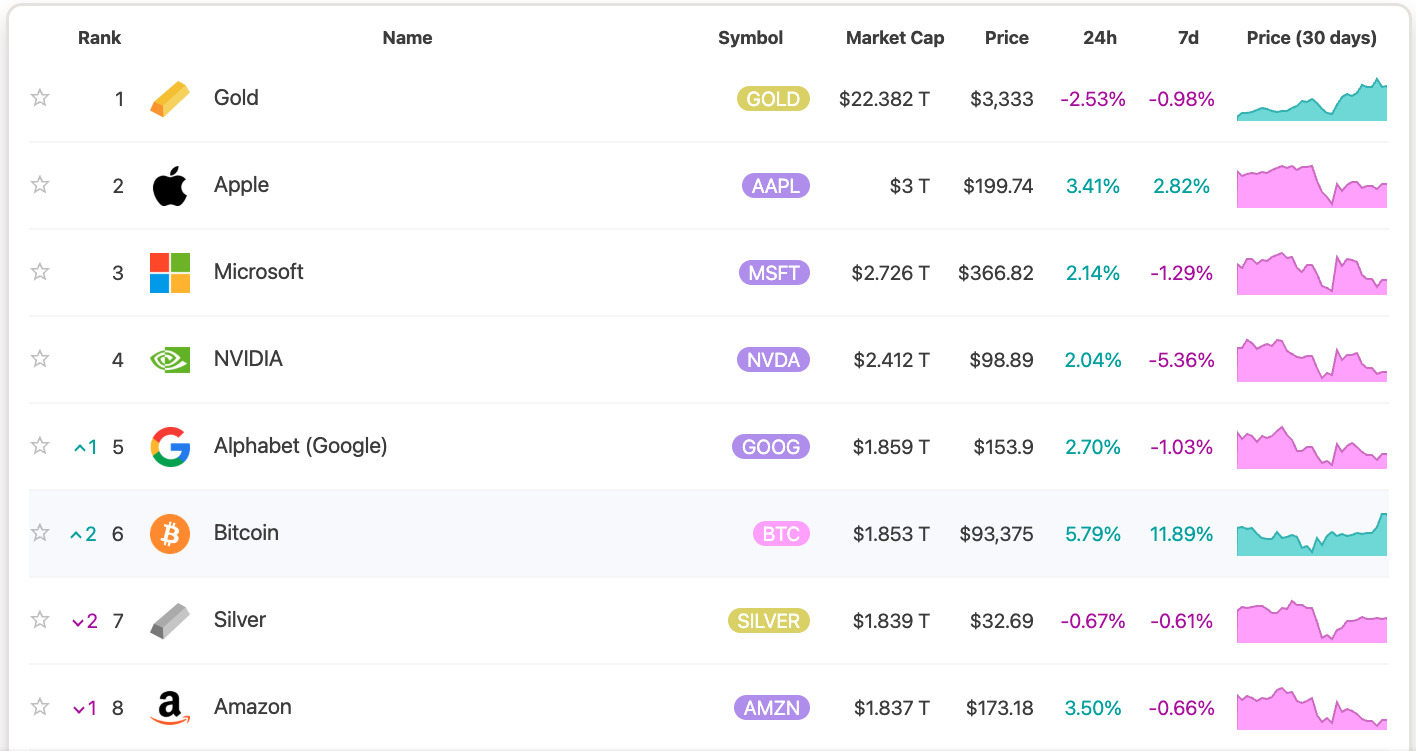 Rank Name Symbol Market Cap Price 24h 7d Price (30 days)
1 Gold GOLD $22.382 T $3,333 -2.53% -0.98%
2 Apple AAPL $3 T $199.74 3.41% 2.82%
3 Microsoft MSFT $2.726 T $366.82 2.14% -1.29%
4 NVIDIA NVDA $2.412 T $98.89 2.04% -5.36%
1 5 Alphabet (Google) GOOG $1.859 T $153.9 2.70% -1.03%
2 6 Bitcoin BTC $1.853 T $93,375 5.79% 11.89%
2 7 Silver SILVER $1.839 T $32.69 -0.67% -0.61%
1 8 Amazon AMZN $1.837 T $173.18 3.50% -0.66%